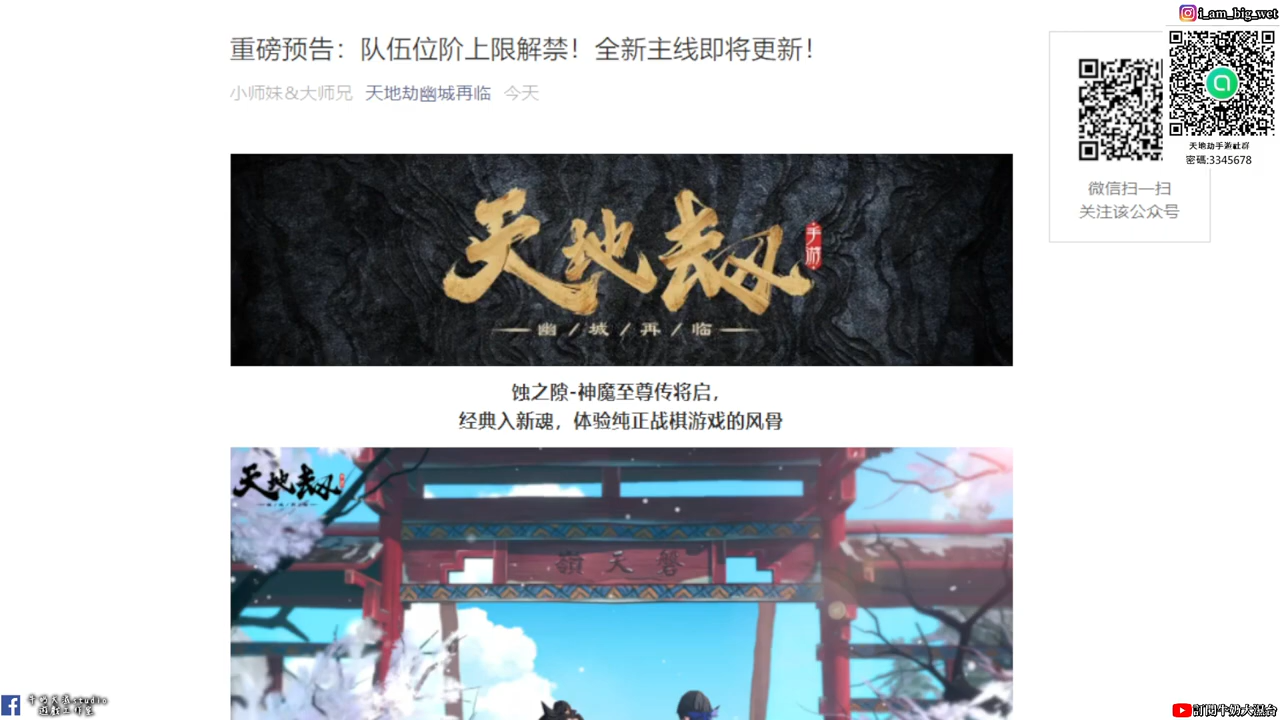 i_am_big_wet
重磅预告：队伍位阶上限解禁！全新主线即将更新！
小师妹&大师兄 天地劫幽城再临 今天
天地劫手游社群
密碼:3345678
微信扫一扫
关注该公众号
天地劫
手游
幽/城/再/临
蚀之隙-神魔至尊传将启，
经典入新魂，体验纯正战棋游戏的风骨
天地劫
嶺天磐
訂閱牛奶大濕玄